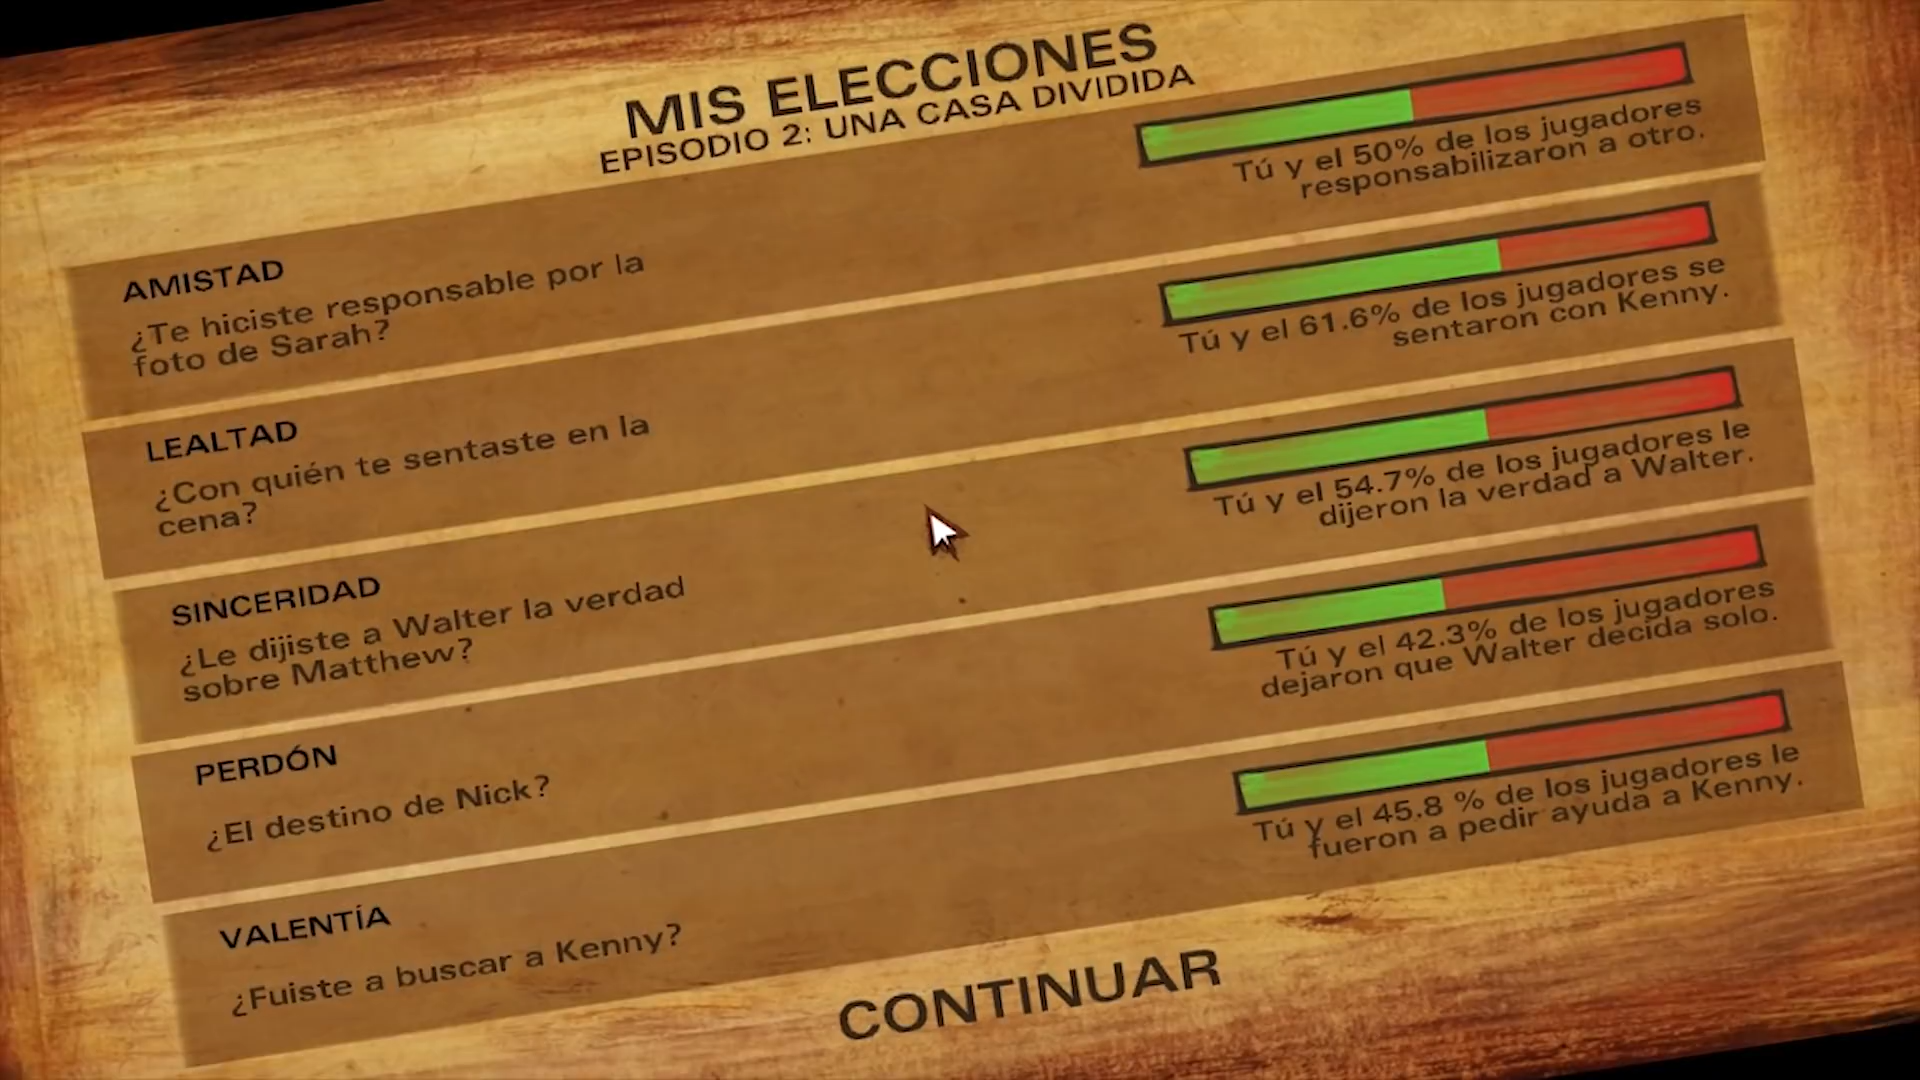 MIS ELECCIONES
EPISODIO 2: UNA CASA DIVIDIDA
AMISTAD
¿Te hiciste responsable por la
foto de Sarah?
Tú y el 50% de los jugadores
responsabilizaron a otro.
LEALTAD
¿Con quién te sentaste en la
cena?
Tú y el 61.6% de los jugadores se
sentaron con Kenny.
SINCERIDAD
¿Le dijiste a Walter la verdad
sobre Matthew?
Tú y el 54.7% de los jugadores le
dijeron la verdad a Walter.
PERDÓN
¿El destino de Nick?
Tú y el 42.3% de los jugadores
dejaron que Walter decida solo.
VALENTÍA
¿Fuiste a buscar a Kenny?
Tú y el 45.8 % de los jugadores le
fueron a pedir ayuda a Kenny.
CONTINUAR